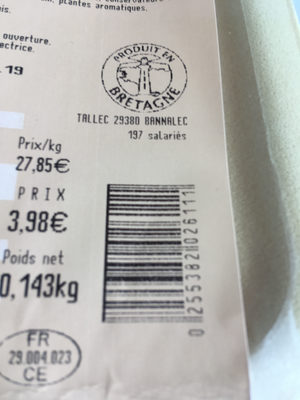 plantes aromatiques.
ouverture.
19
PRODUIT EN
BRETAGNE
TALLEC 29380 BANNALEC
197 salariés
Prix/kg
27,85€
PRIX
3,98€
Poids net
0,143kg
0255382026111
FR
29.004.023
CE